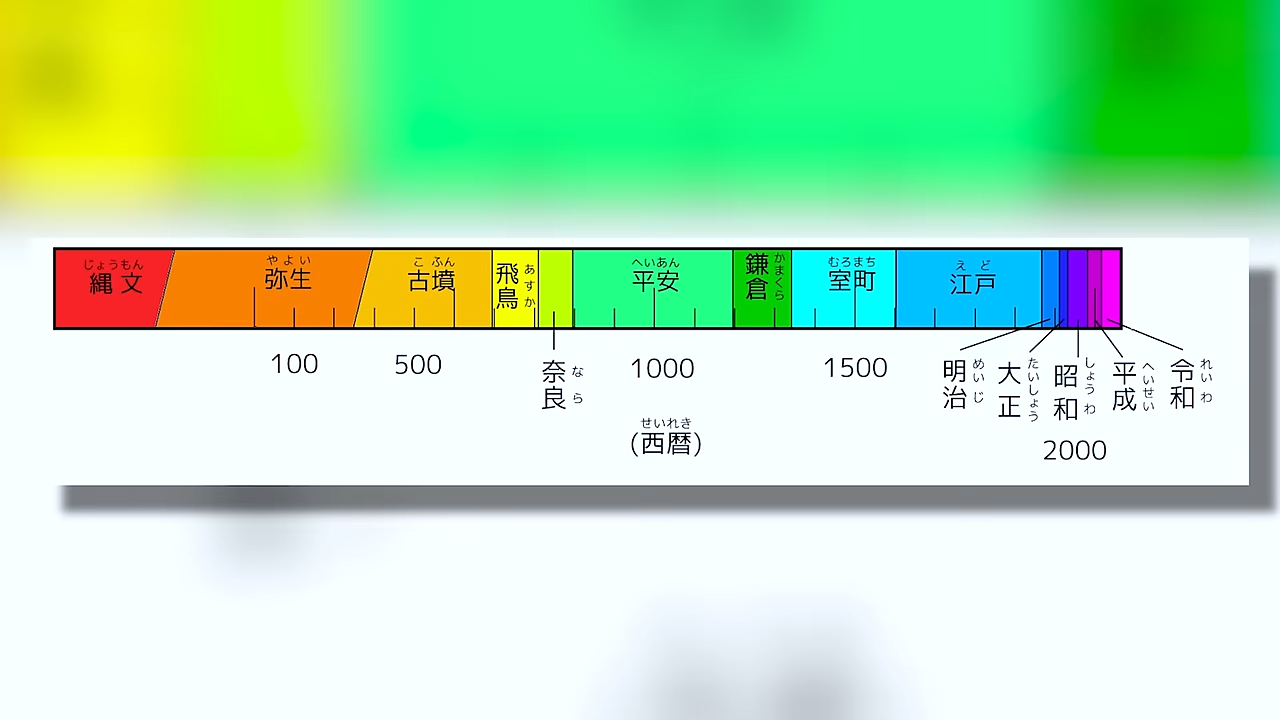 じょうもん
縄文
やよい
弥生
こふん
古墳
飛鳥
あすか
へいあん
平安
鎌倉
かまくら
むろまち
室町
えど
江戸
100
500
奈良
なら
1000
1500
明治
めいじ
大正
たいしょう
昭和
しょうわ
平成
へいせい
令和
れいわ
せいれき
(西暦)
2000